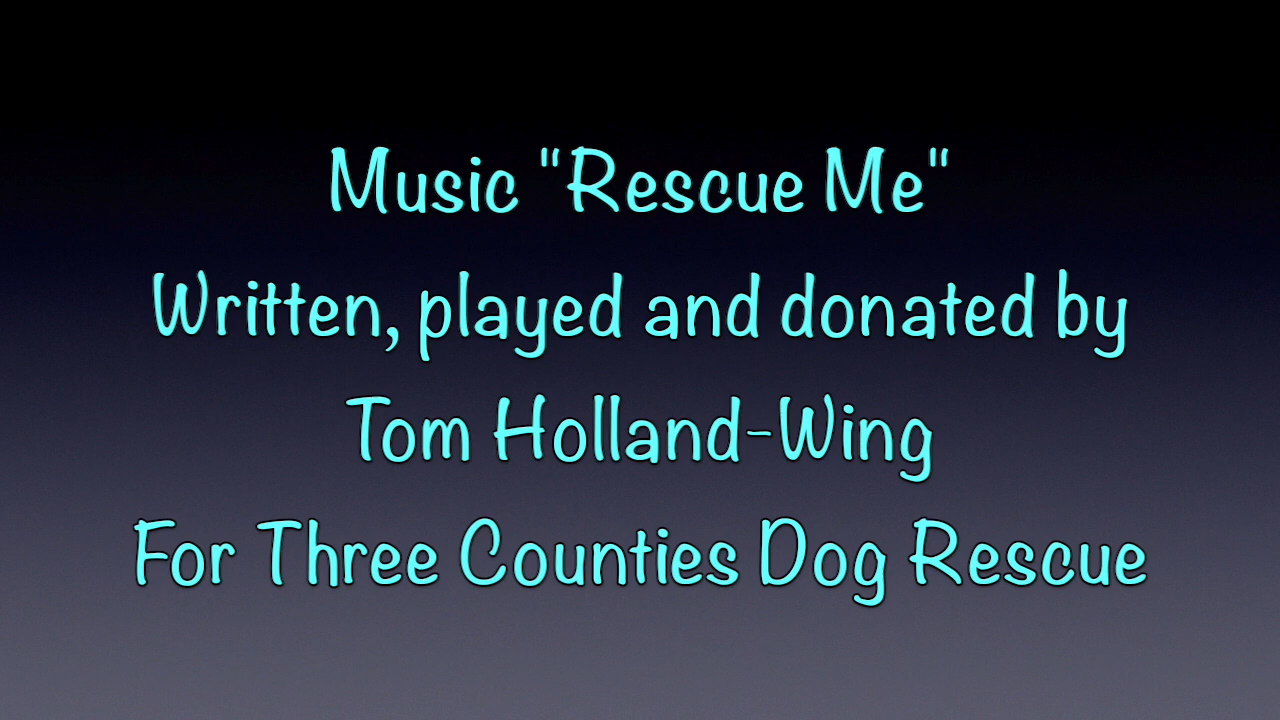 Music "Rescue Me"
Written, played and donated by
Tom Holland-Wing
For Three Counties Dog Rescue